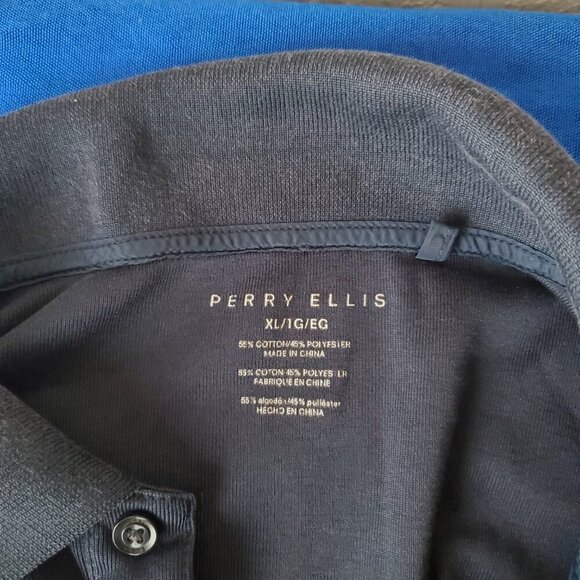 PERRY ELLIS
XL/1G/EG
55% COTTON/45% POLYESTER
MADE IN CHINA
55% COTON/45% POLYESTER
FABRIQUÉ EN CHINE
55% algodón/45% poliéster
HECHO EN CHINA